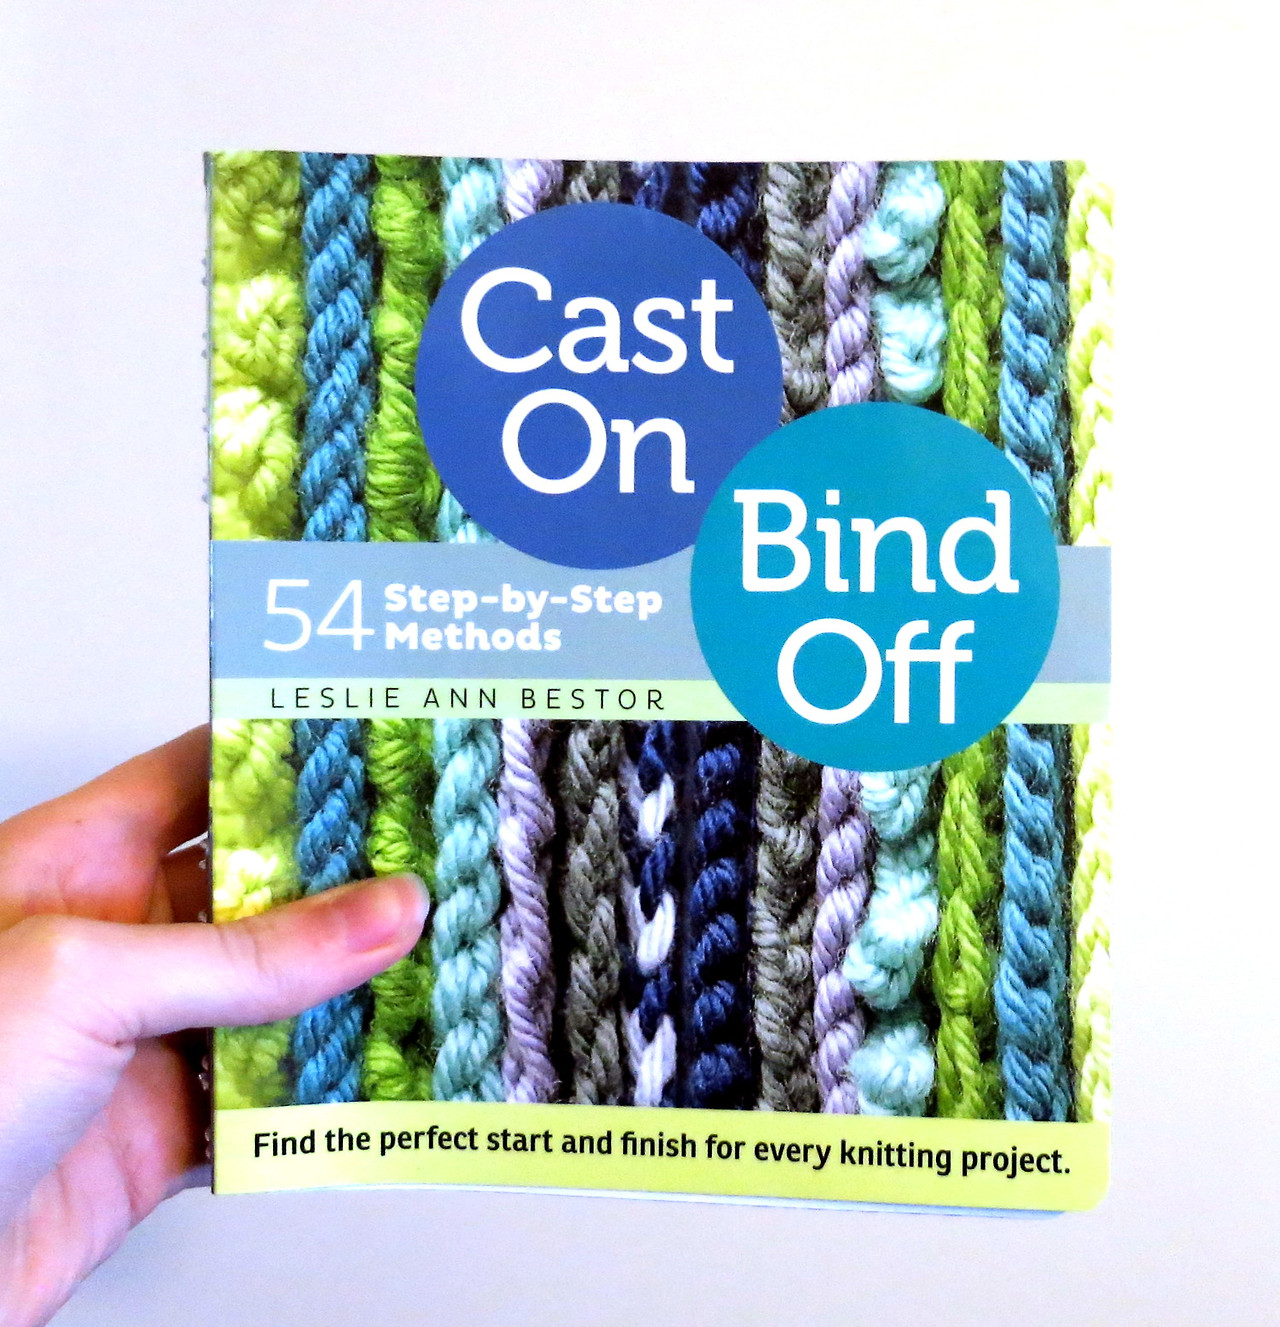 Cast
On
Bind
Off
54 Step-by-Step
Methods
LESLIE ANN BESTOR
Find the perfect start and finish for every knitting project.